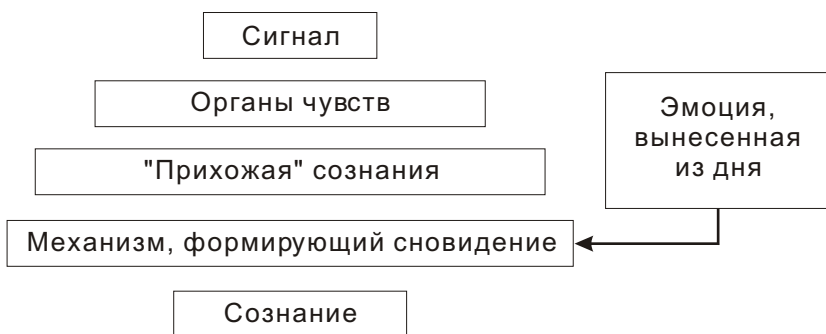 Сигнал
Органы чувств
"Прихожая" сознания
Механизм, формирующий сновидение
Сознание
Эмоция,
вынесенная
из дня